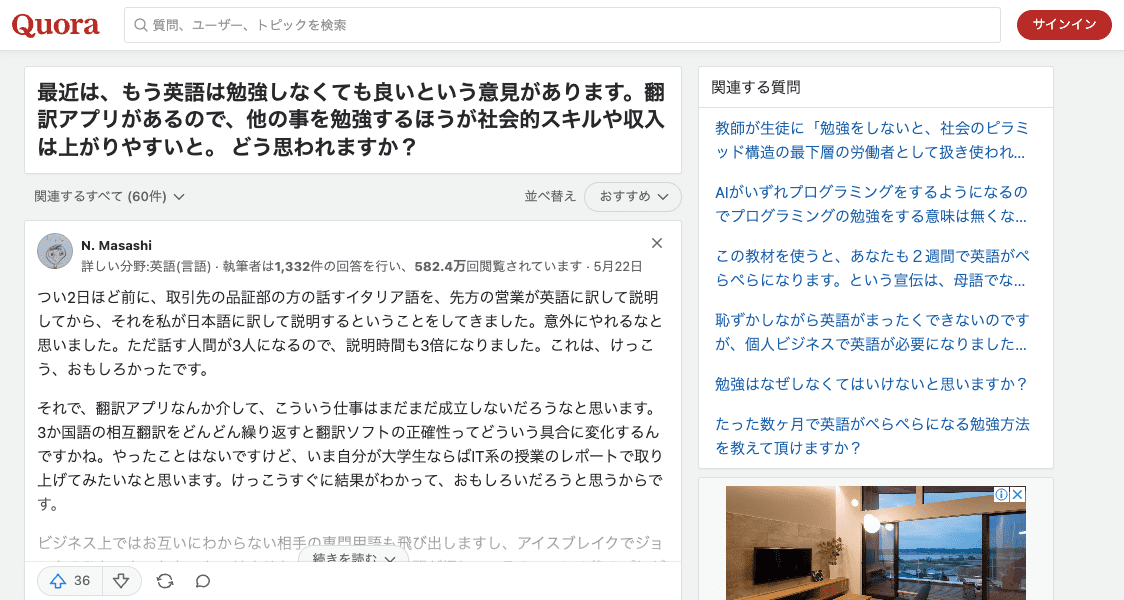 Quora
質問、ユーザー、トピックを検索
サインイン
最近は、もう英語は勉強しなくても良いという意見があります。翻
訳アプリがあるので、他の事を勉強するほうが社会的スキルや収入
は上がりやすいと。 どう思われますか？
関連するすべて (60件)
並べ替え
おすすめ
N. Masashi
詳しい分野:英語(言語) · 執筆者は1,332件の回答を行い、582.4万回閲覧されています · 5月22日
つい2日ほど前に、取引先の品証部の方の話すイタリア語を、先方の営業が英語に訳して説明
してから、それを私が日本語に訳して説明するということをしてきました。意外にやれるなと
思いました。ただ話す人間が3人になるので、説明時間も3倍になりました。これは、けっこ
う、おもしろかったです。
それで、翻訳アプリなんか介して、こういう仕事はまだまだ成立しないだろうなと思います。
3か国語の相互翻訳をどんどん繰り返すと翻訳ソフトの正確性ってどういう具合に変化するん
ですかね。やったことはないですけど、いま自分が大学生ならばIT系の授業のレポートで取り
上げてみたいなと思います。けっこうすぐに結果がわかって、おもしろいだろうと思うからで
す。
ビジネス上ではお互いにわからない相手の専門用語も飛び出しますし、アイスブレイクでジョ
続きを読む
36
関連する質問
教師が生徒に「勉強をしないと、社会のピラミ
ッド構造の最下層の労働者として扱き使われ...
AIがいずれプログラミングをするようになるの
でプログラミングの勉強をする意味は無くな...
この教材を使うと、あなたも２週間で英語がぺ
らぺらになります。という宣伝は、母語でな...
恥ずかしながら英語がまったくできないのです
が、個人ビジネスで英語が必要になりました...
勉強はなぜしなくてはいけないと思いますか？
たった数ヶ月で英語がぺらぺらになる勉強方法
を教えて頂けますか？